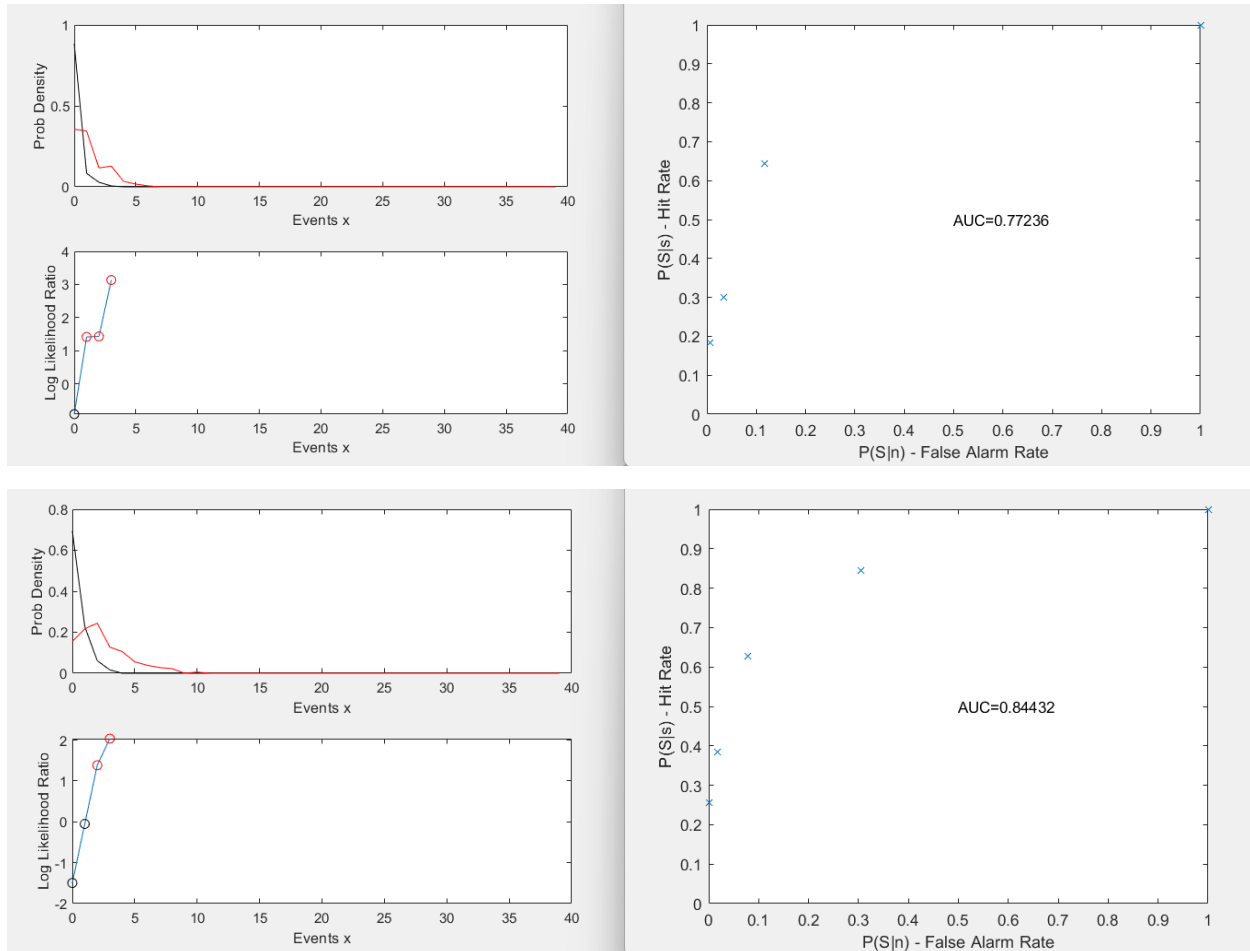 1
0.5
0
Prob Density
0 5 10 15 20 25 30 35 40
Events x
4
3
2
1
0
Log Likelihood Ratio
0 5 10 15 20 25 30 35 40
Events x
1
0.9
0.8
0.7
0.6
0.5
0.4
0.3
0.2
0.1
0
P(S|s) - Hit Rate
AUC=0.77236
0 0.1 0.2 0.3 0.4 0.5 0.6 0.7 0.8 0.9 1
P(S|n) - False Alarm Rate
0.8
0.6
0.4
0.2
0
Prob Density
0 5 10 15 20 25 30 35 40
Events x
2
1
0
-1
-2
Log Likelihood Ratio
0 5 10 15 20 25 30 35 40
Events x
1
0.9
0.8
0.7
0.6
0.5
0.4
0.3
0.2
0.1
0
P(S|s) - Hit Rate
AUC=0.84432
0 0.1 0.2 0.3 0.4 0.5 0.6 0.7 0.8 0.9 1
P(S|n) - False Alarm Rate